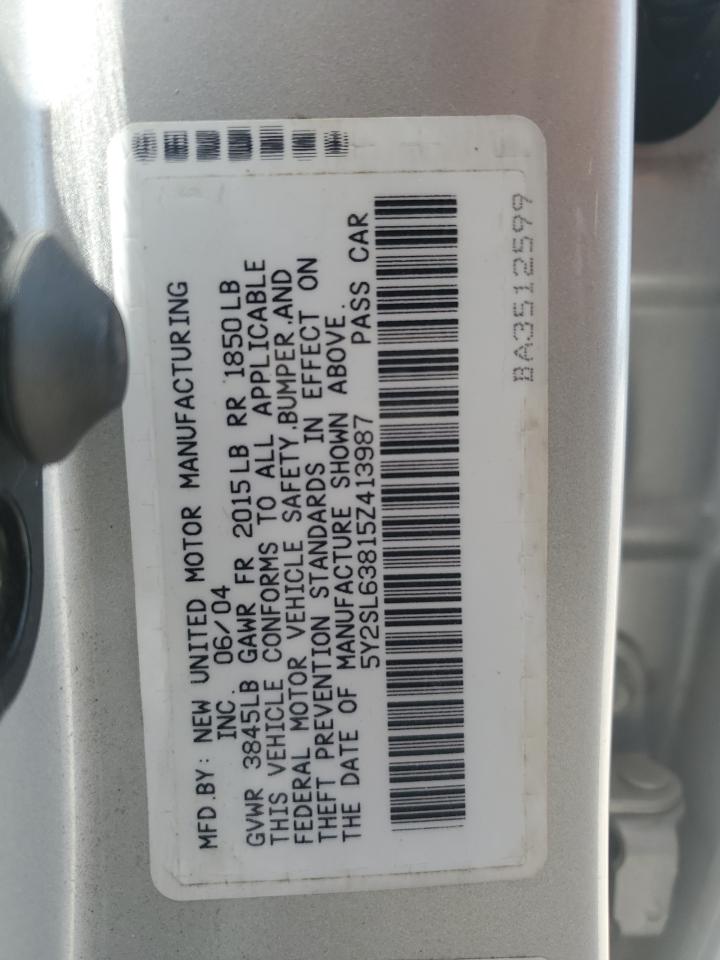 MFD.BY: NEW UNITED MOTOR MANUFACTURING
INC. 06/04
GVWR 3845LB GAWR FR 2015LB RR 1850LB
THIS VEHICLE CONFORMS TO ALL APPLICABLE
FEDERAL MOTOR VEHICLE SAFETY,BUMPER,AND
THEFT PREVENTION STANDARDS IN EFFECT ON
THE DATE OF MANUFACTURE SHOWN ABOVE.
5Y2SL63815Z413987 PASS CAR
BA3512599